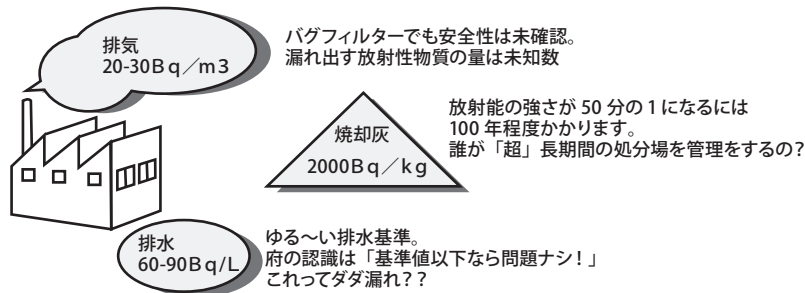 排気
20-30Bq／m3
バグフィルターでも安全性は未確認。
漏れ出す放射性物質の量は未知数
焼却灰
2000Bq／kg
放射能の強さが 50 分の 1 になるには
100 年程度かかります。
誰が「超」長期間の処分場を管理をするの？
排水
60-90Bq/L
ゆる～い排水基準。
府の認識は「基準値以下なら問題ナシ！」
これってダダ漏れ？？